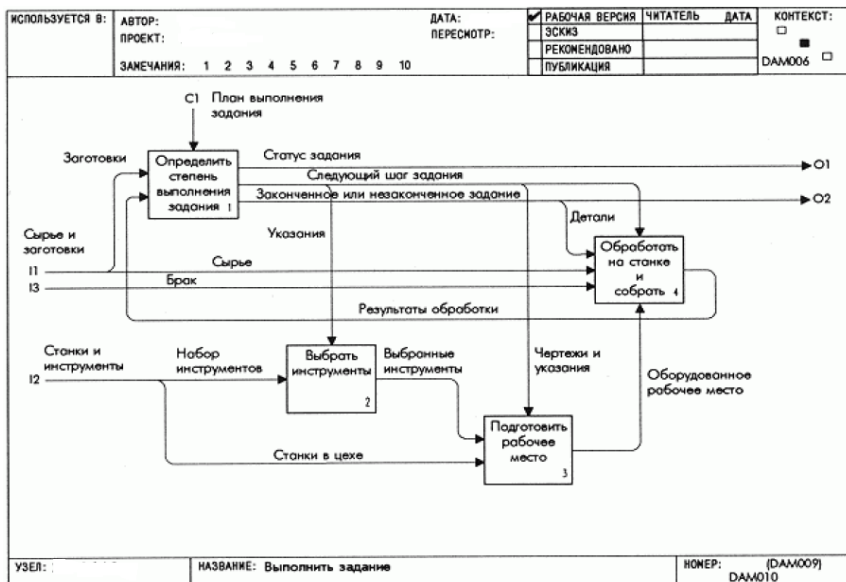 ИСПОЛЬЗУЕТСЯ В:
АВТОР:
ДАТА:
ПРОЕКТ:
ПЕРЕСМОТР:
ЗАМЕЧАНИЯ: 1 2 3 4 5 6 7 8 9 10
РАБОЧАЯ ВЕРСИЯ
ЧИТАТЕЛЬ ДАТА
ЭСКИЗ
РЕКОМЕНДОВАНО
ПУБЛИКАЦИЯ
КОНТЕКСТ:
DAM006
C1
План выполнения
задания
Заготовки
Определить
степень
выполнения
задания 1
Статус задания
O1
Следующий шаг задания
Законченное или незаконченное задание
O2
Указания
Детали
Сырье и
заготовки
I1
Сырье
I3
Брак
Обработать
на станке
и
собрать 4
Результаты обработки
Станки и
инструменты
I2
Набор
инструментов
Выбрать
инструменты
2
Выбранные
инструменты
Чертежи и
указания
Оборудованное
рабочее место
Подготовить
рабочее
место
3
Станки в цехе
УЗЕЛ:
НАЗВАНИЕ: Выполнить задание
НОМЕР: (DAM009)
DAM010